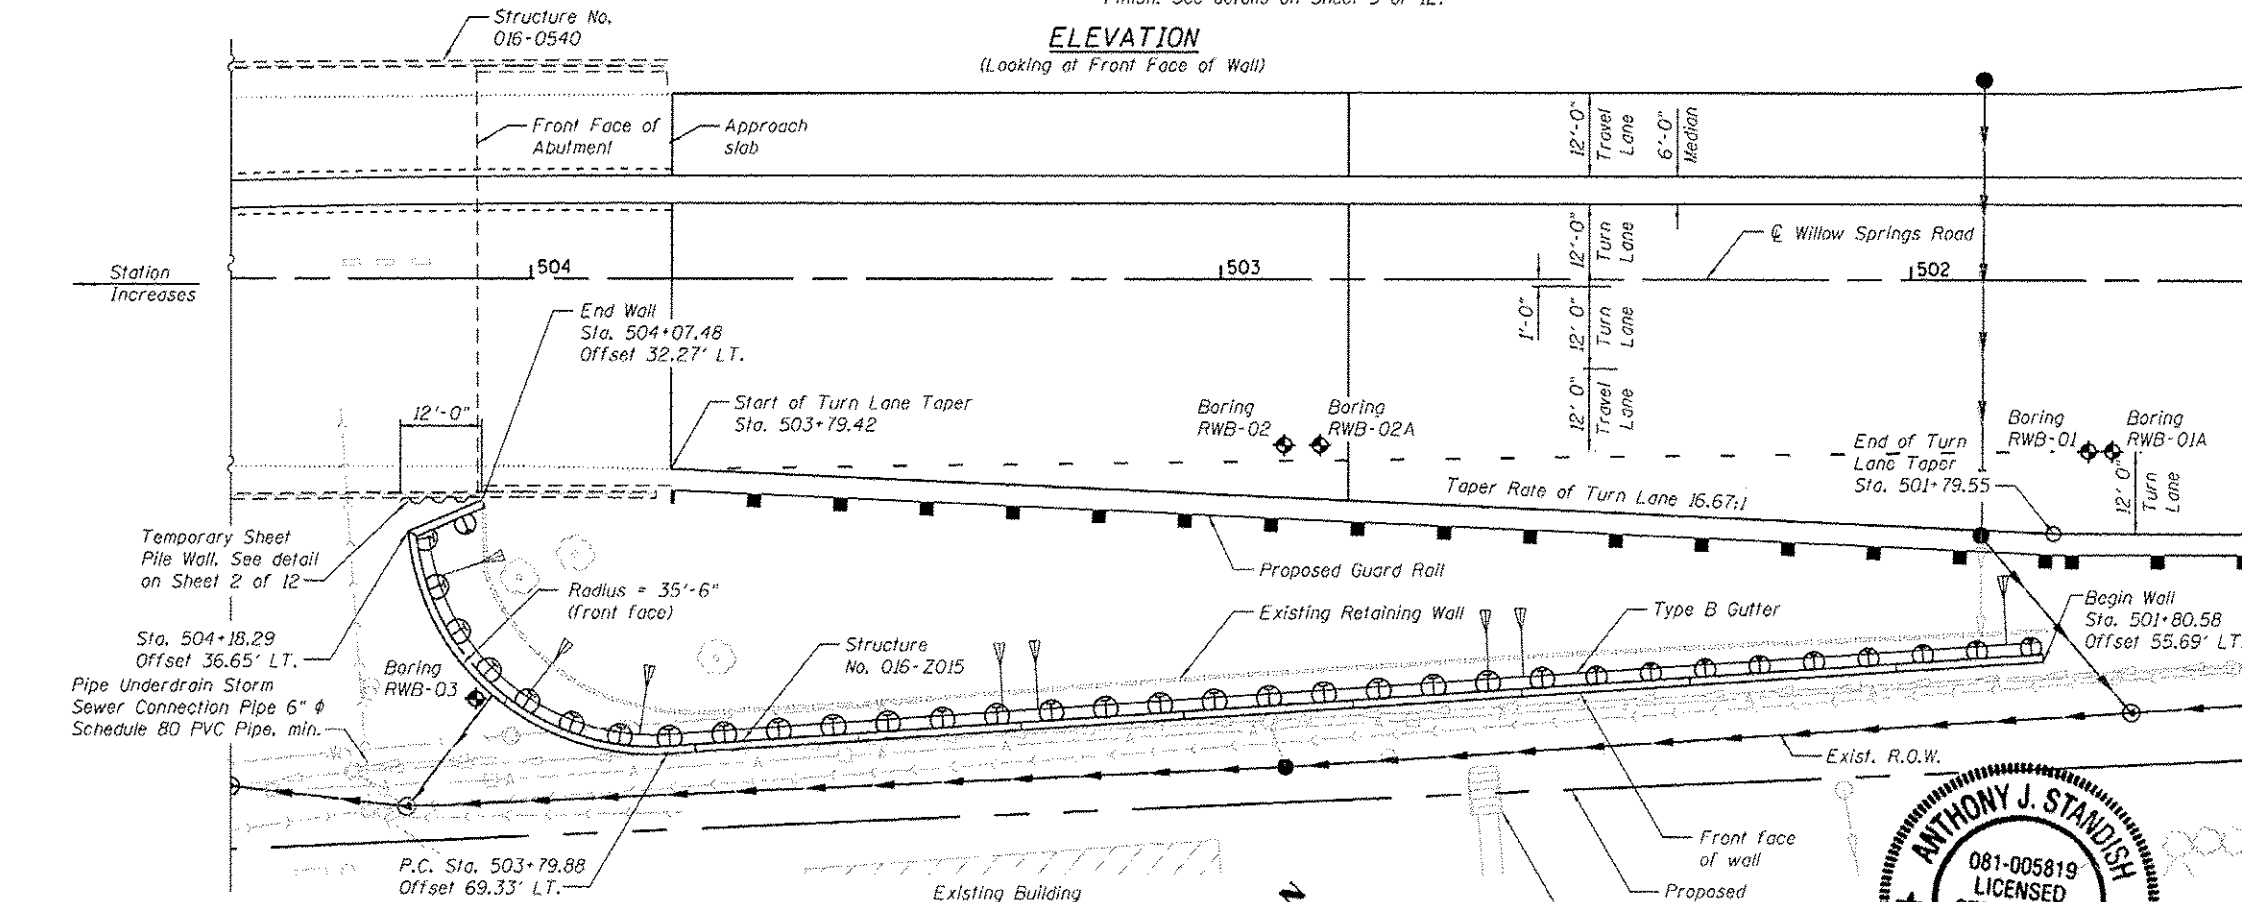 Structure No.
016-0540
ELEVATION
(Looking at Front Face of Wall)
Front Face of
Abutment
Approach
slab
12'-0"
Travel
Lane
6'-0"
Median
12'-0"
Turn
Lane
℄ Willow Springs Road
Station
Increases
504
503
502
End Wall
Sta. 504+07.48
Offset 32.27' LT.
1'-0"
12' 0"
Turn
Lane
12' 0"
Travel
Lane
12'-0"
Start of Turn Lane Taper
Sta. 503+79.42
Boring
RWB-02
Boring
RWB-02A
End of Turn
Lane Taper
Sta. 501+79.55
Boring
RWB-01
Boring
RWB-01A
12' 0"
Turn
Lane
Taper Rate of Turn Lane 16.67:1
Temporary Sheet
Pile Wall. See detail
on Sheet 2 of 12
Radius = 35'-6"
(front face)
Proposed Guard Rail
Existing Retaining Wall
Type B Gutter
Begin Wall
Sta. 501+80.58
Offset 55.69' LT.
Sta. 504+18.29
Offset 36.65' LT.
Boring
RWB-03
Structure
No. 016-Z015
Pipe Underdrain Storm
Sewer Connection Pipe 6" ϕ
Schedule 80 PVC Pipe, min.
Exist. R.O.W.
P.C. Sta. 503+79.88
Offset 69.33' LT.
Existing Building
Front face
of wall
Proposed
ANTHONY J. STANDISH
081-005819
LICENSED